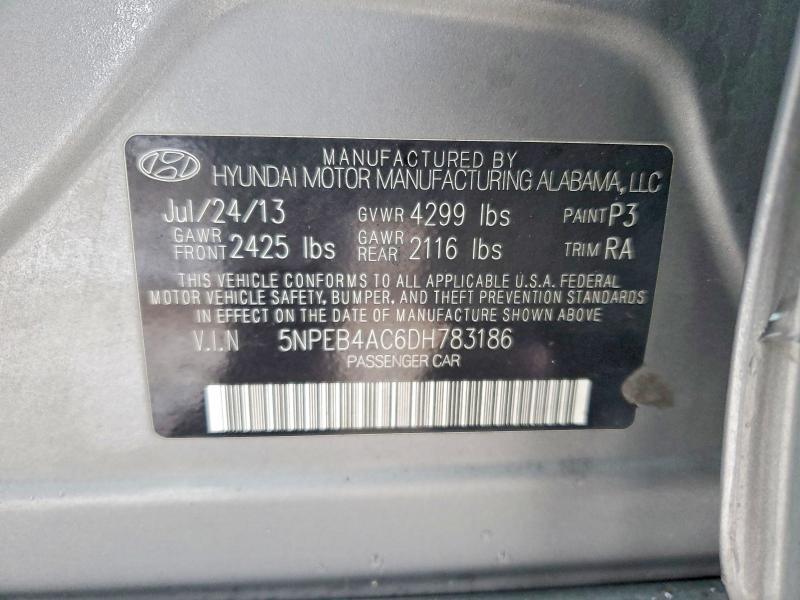 MANUFACTURED BY
HYUNDAI MOTOR MANUFACTURING ALABAMA, LLC
Jul/24/13 GVWR 4299 lbs PAINT P3
GAWR FRONT 2425 lbs GAWR REAR 2116 lbs TRIM RA
THIS VEHICLE CONFORMS TO ALL APPLICABLE U.S.A. FEDERAL
MOTOR VEHICLE SAFETY, BUMPER, AND THEFT PREVENTION STANDARDS
IN EFFECT ON THE DATE OF MANUFACTURE SHOWN ABOVE.
V.I.N 5NPEB4AC6DH783186
PASSENGER CAR